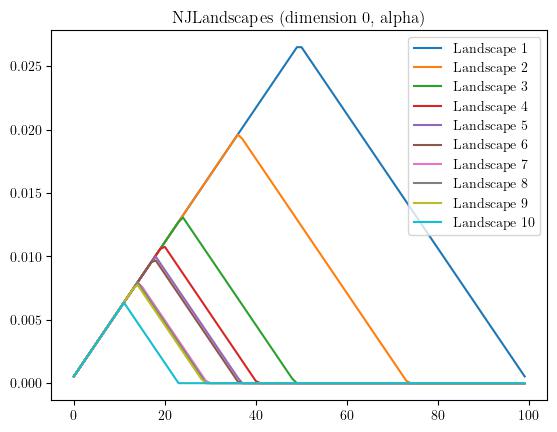 NJLandscapes (dimension 0, alpha)
Landscape 1
Landscape 2
Landscape 3
Landscape 4
Landscape 5
Landscape 6
Landscape 7
Landscape 8
Landscape 9
Landscape 10
0.025
0.020
0.015
0.010
0.005
0.000
0 20 40 60 80 100